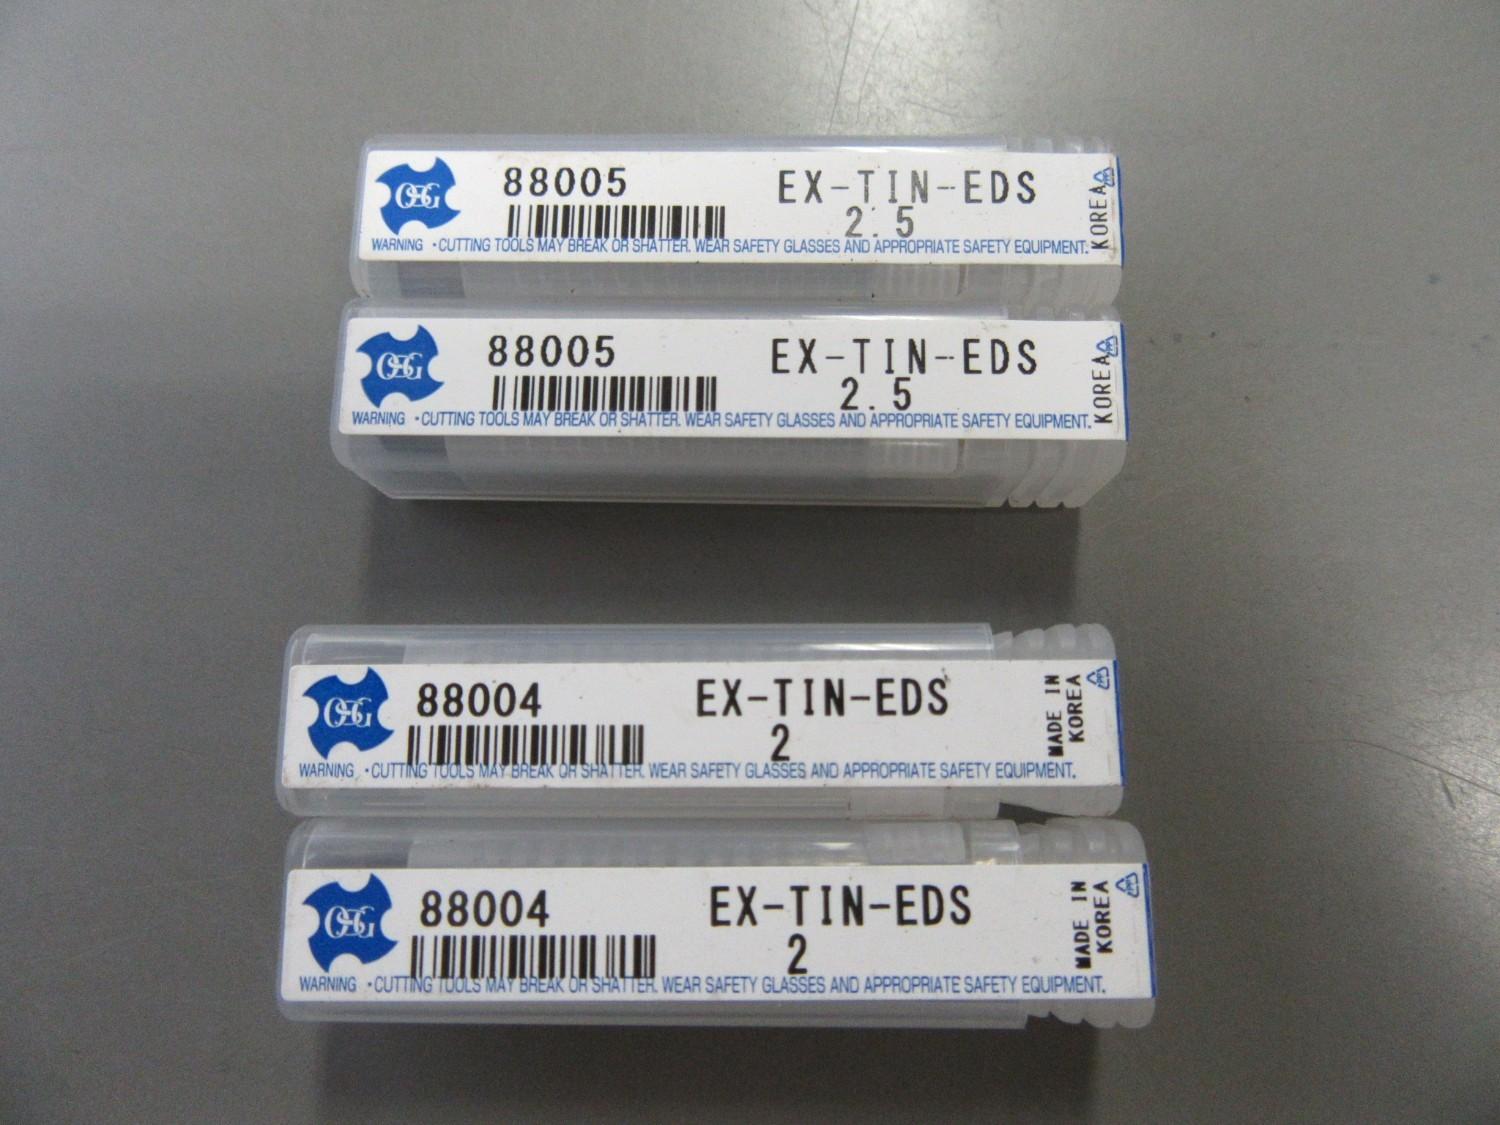 OSG
88005 EX-TIN-EDS
2.5
KOREA
WARNING • CUTTING TOOLS MAY BREAK OR SHATTER. WEAR SAFETY GLASSES AND APPROPRIATE SAFETY EQUIPMENT.
OSG
88005 EX-TIN-EDS
2.5
KOREA
WARNING • CUTTING TOOLS MAY BREAK OR SHATTER. WEAR SAFETY GLASSES AND APPROPRIATE SAFETY EQUIPMENT.
OSG
88004 EX-TIN-EDS
2
MADE IN
KOREA
WARNING • CUTTING TOOLS MAY BREAK OR SHATTER. WEAR SAFETY GLASSES AND APPROPRIATE SAFETY EQUIPMENT.
OSG
88004 EX-TIN-EDS
2
MADE IN
KOREA
WARNING • CUTTING TOOLS MAY BREAK OR SHATTER. WEAR SAFETY GLASSES AND APPROPRIATE SAFETY EQUIPMENT.